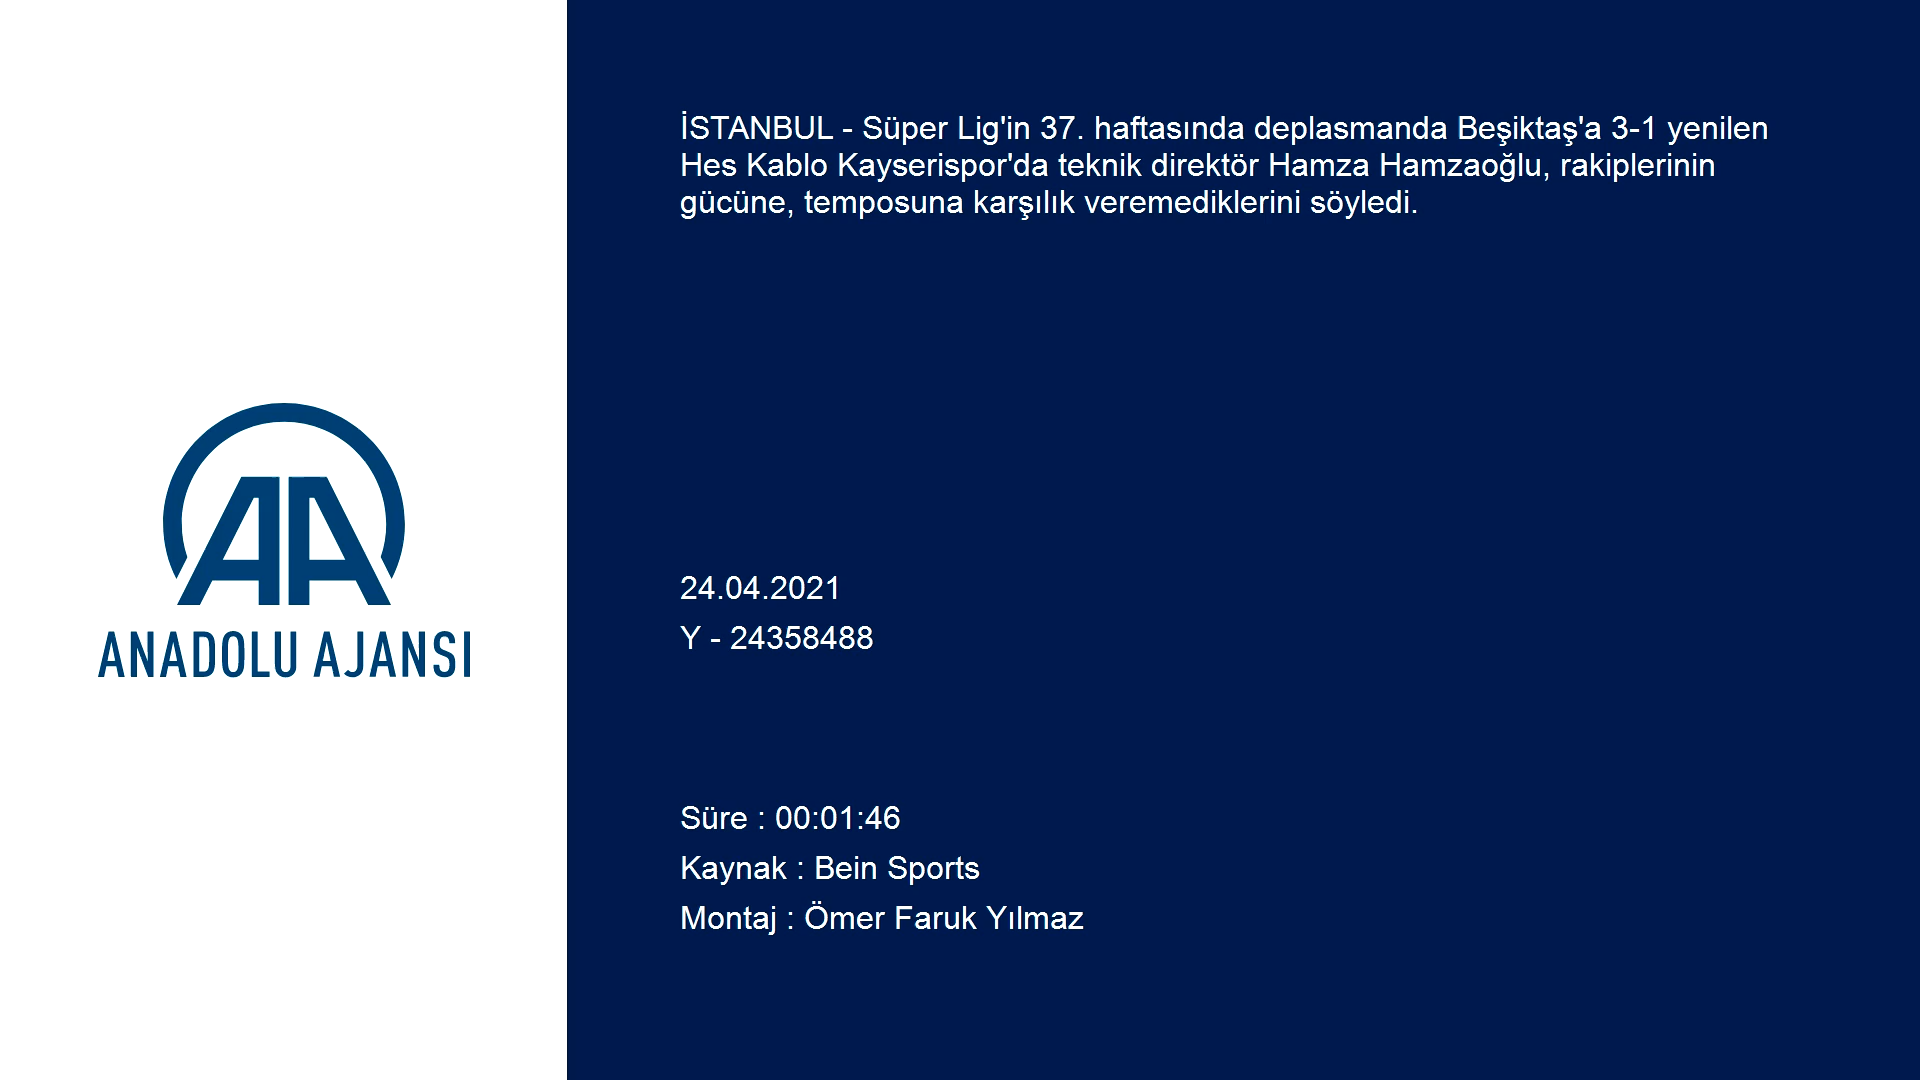 İSTANBUL - Süper Lig'in 37. haftasında deplasmanda Beşiktaş'a 3-1 yenilen
Hes Kablo Kayserispor'da teknik direktör Hamza Hamzaoğlu, rakiplerinin
gücüne, temposuna karşılık veremediklerini söyledi.
AA
ANADOLU AJANSI
24.04.2021
Y - 24358488
Süre : 00:01:46
Kaynak : Bein Sports
Montaj : Ömer Faruk Yılmaz